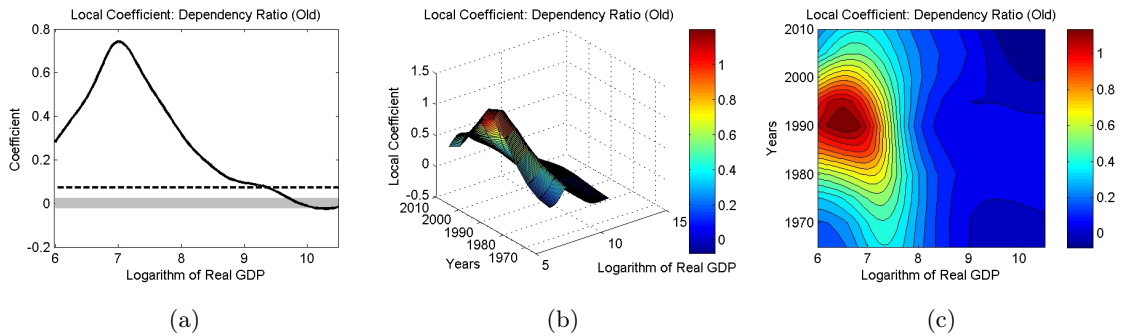 Local Coefficient: Dependency Ratio (Old)
0.8
0.6
0.4
0.2
0
-0.2
Coefficient
6 7 8 9 10
Logarithm of Real GDP
(a)
Local Coefficient: Dependency Ratio (Old)
1.5
1
0.5
0
-0.5
Local Coefficient
2010
2000
1990
1980
1970
Years
5
10
15
Logarithm of Real GDP
1
0.8
0.6
0.4
0.2
0
(b)
Local Coefficient: Dependency Ratio (Old)
2010
2000
1990
1980
1970
Years
6 7 8 9 10
Logarithm of Real GDP
1
0.8
0.6
0.4
0.2
0
(c)